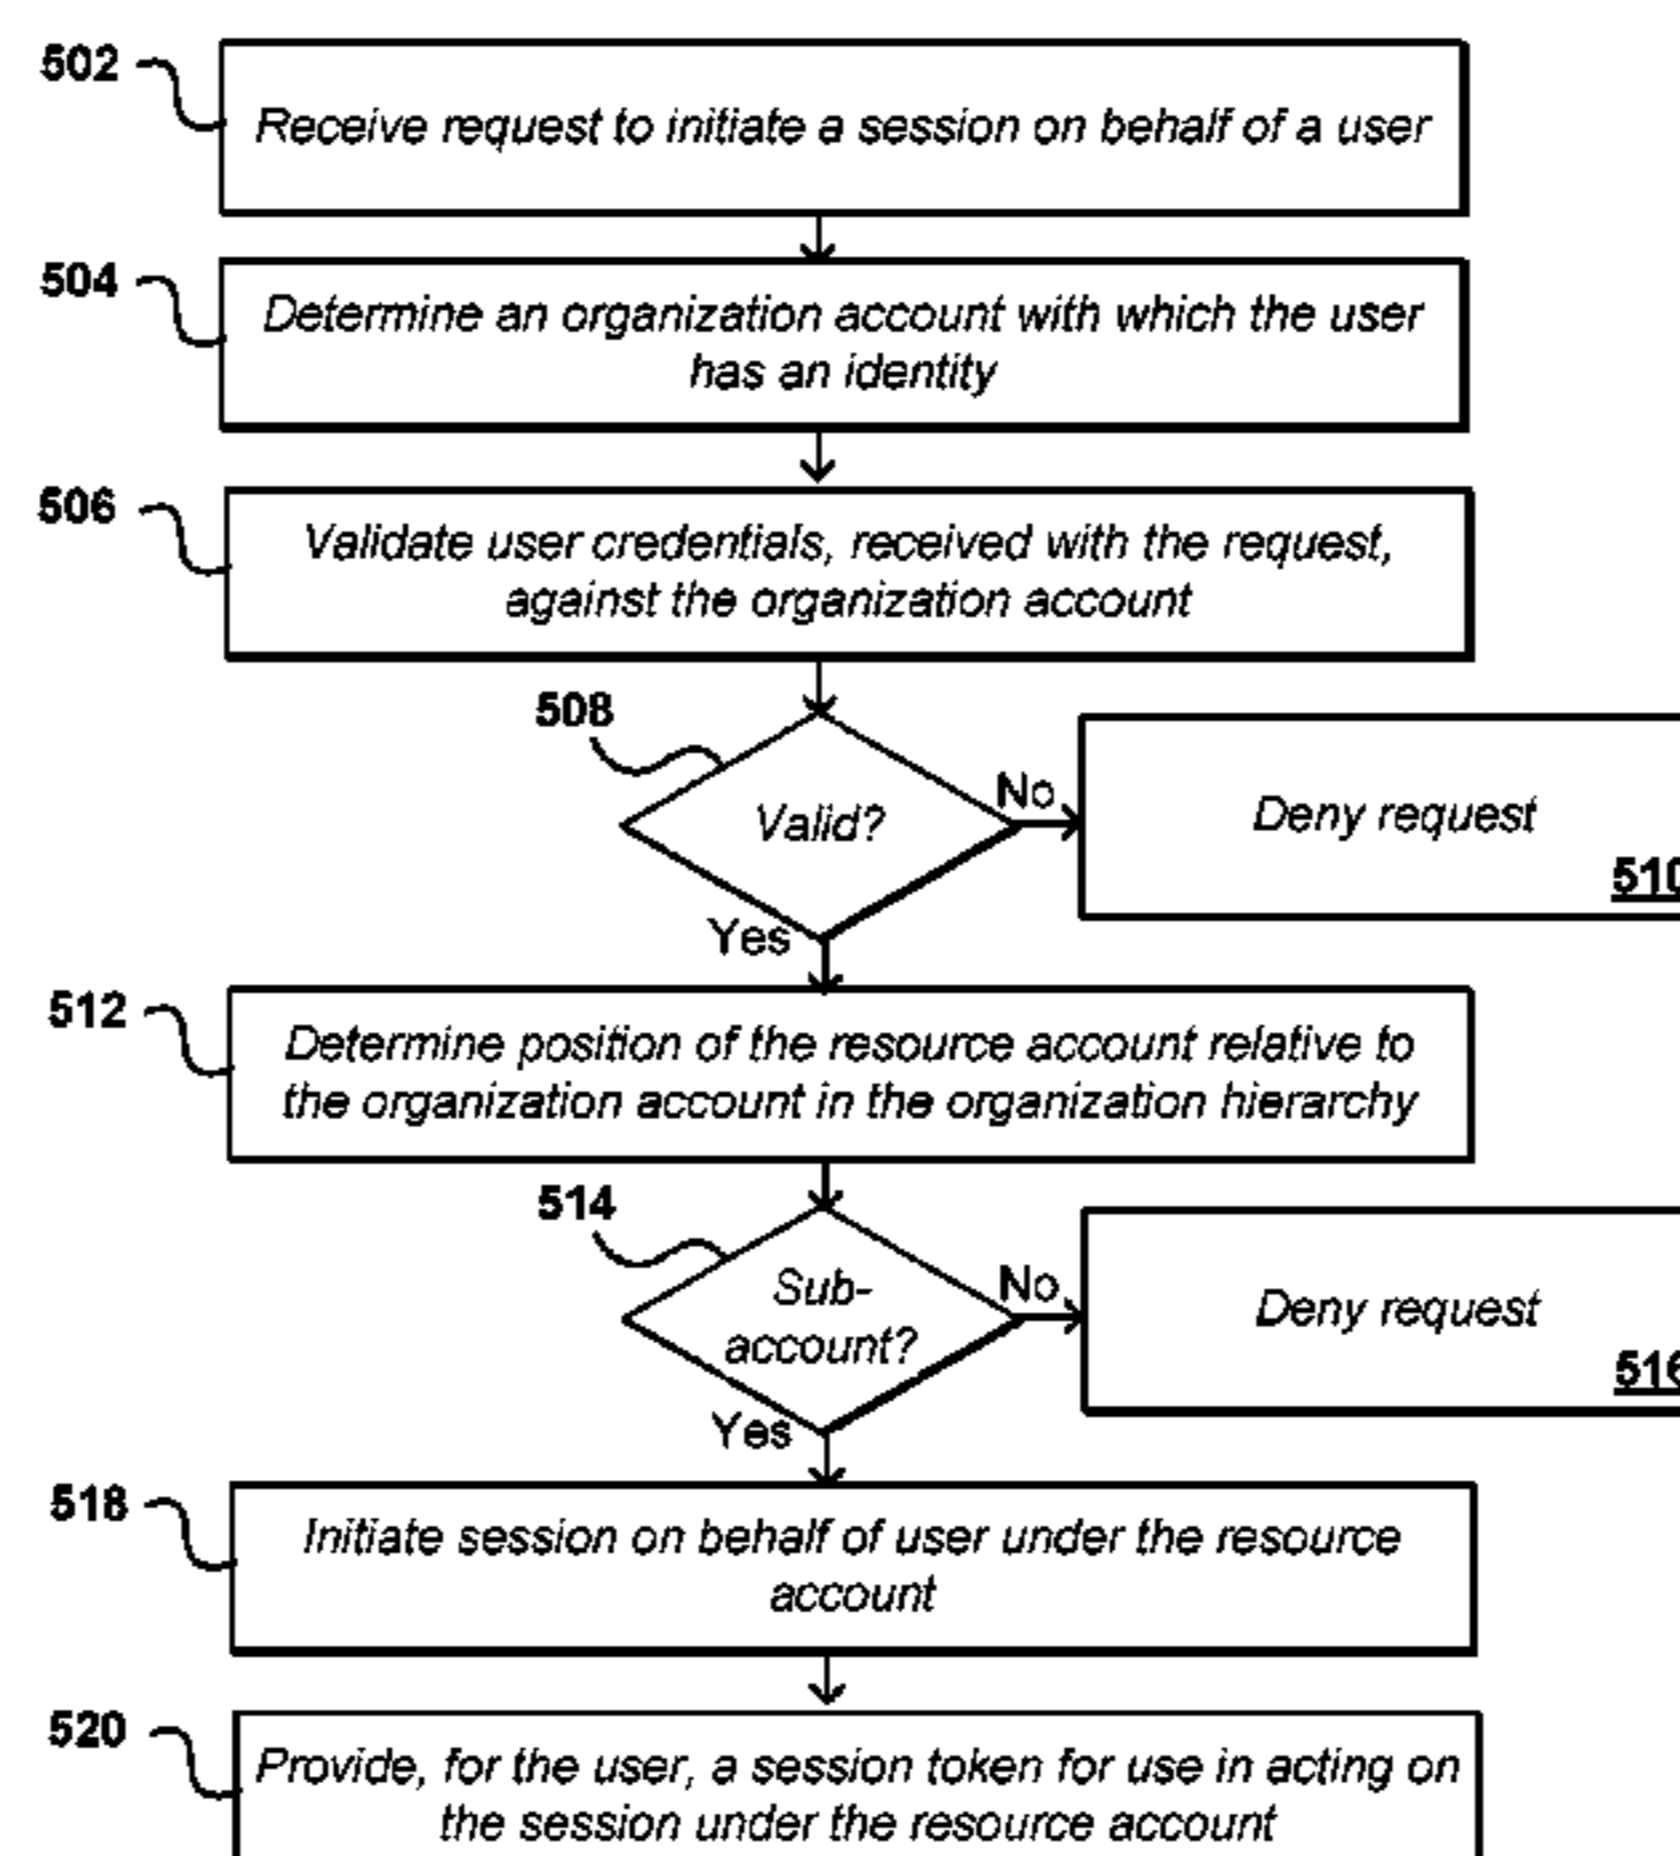 502
Receive request to initiate a session on behalf of a user
504
Determine an organization account with which the user
has an identity
506
Validate user credentials, received with the request,
against the organization account
508
Valid?
No
Deny request
510
Yes
512
Determine position of the resource account relative to
the organization account in the organization hierarchy
514
Sub-
account?
No
Deny request
516
Yes
518
Initiate session on behalf of user under the resource
account
520
Provide, for the user, a session token for use in acting on
the session under the resource account